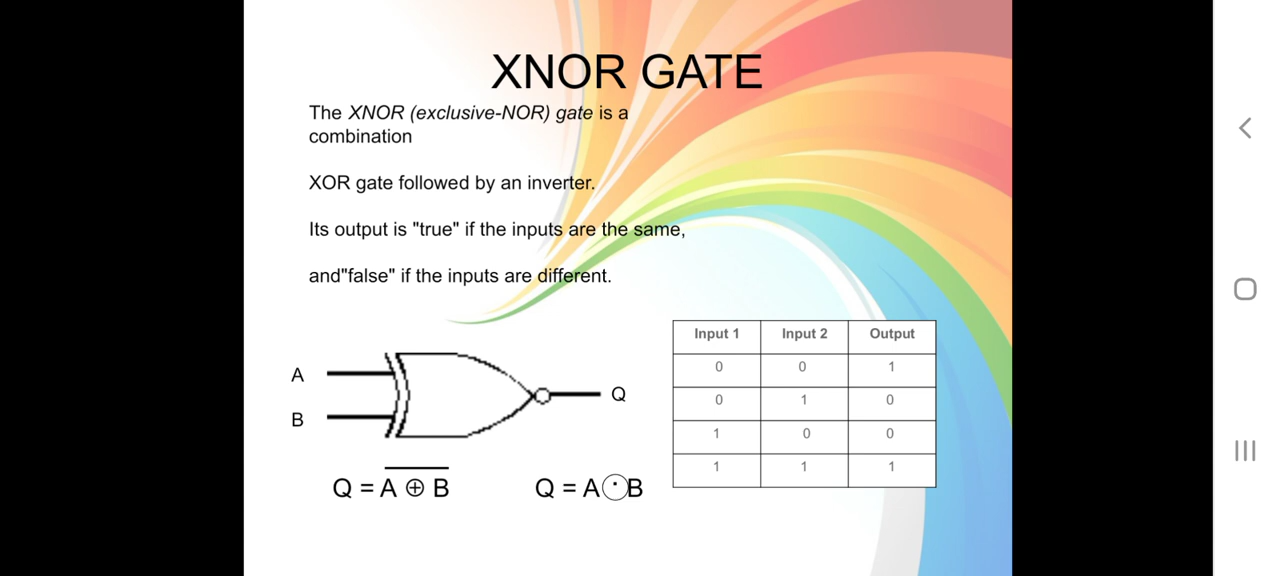 XNOR GATE
The XNOR (exclusive-NOR) gate is a
combination
XOR gate followed by an inverter.
Its output is "true" if the inputs are the same,
and"false" if the inputs are different.
A
B
Q
Q = A̅ ̅⊕̅ ̅B̅
Q = A⊙B
Input 1 Input 2 Output
0 0 1
0 1 0
1 0 0
1 1 1